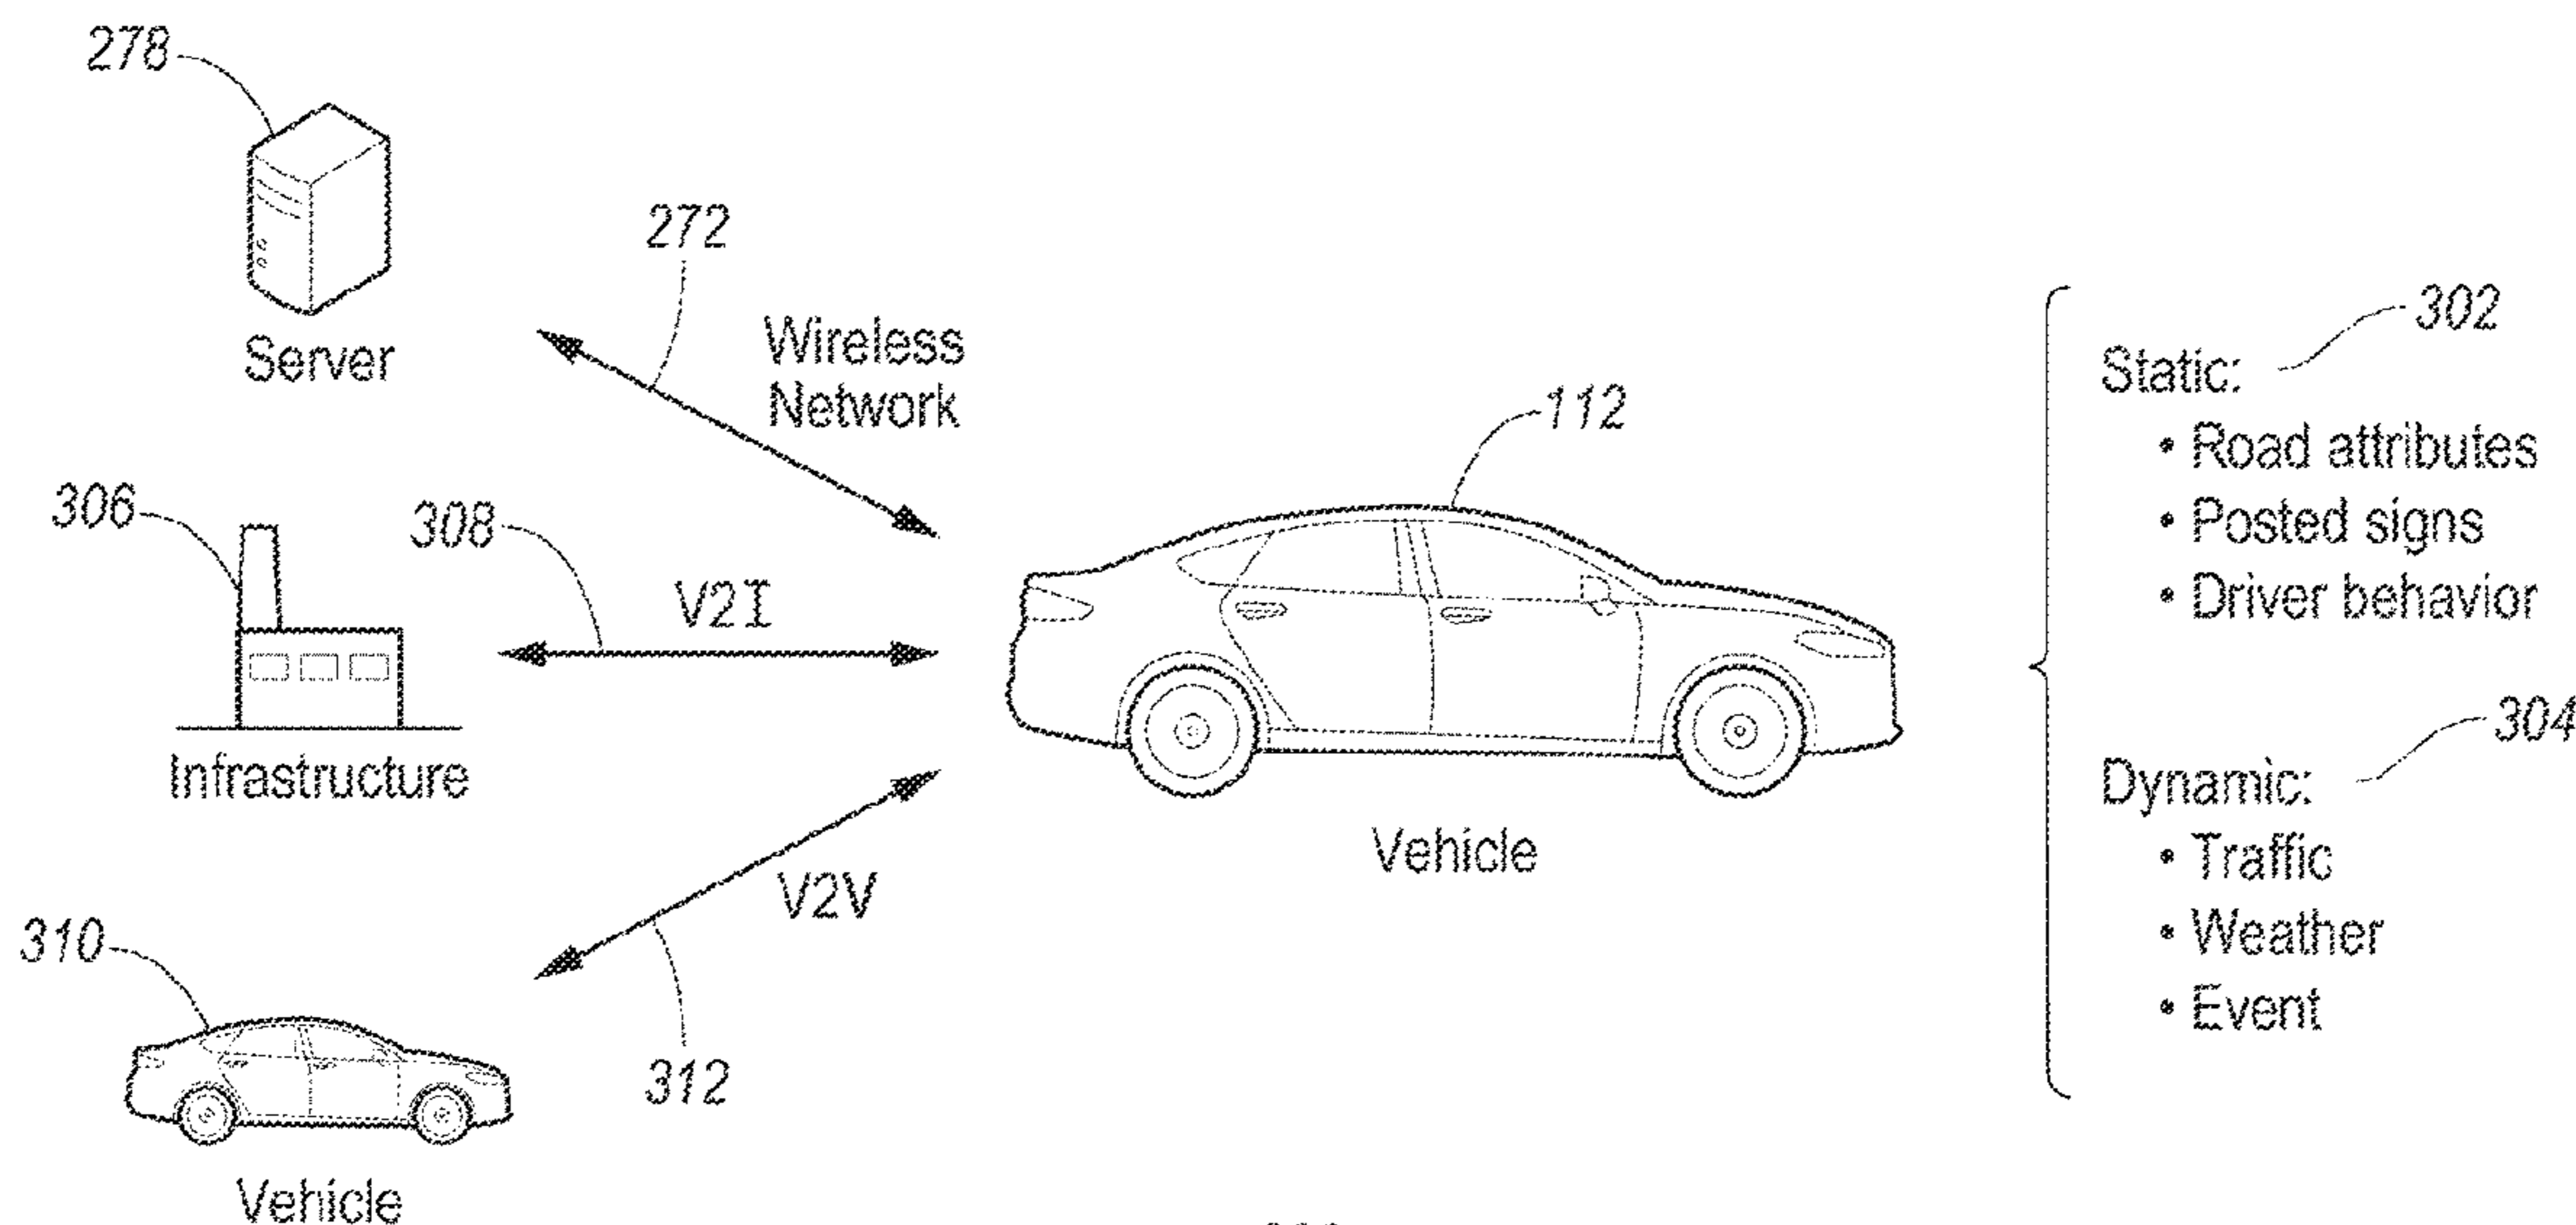 278
Server
272
Wireless
Network
306
308
V2I
Infrastructure
310
V2V
312
Vehicle
112
Vehicle
302
Static:
• Road attributes
• Posted signs
• Driver behavior
304
Dynamic:
• Traffic
• Weather
• Event